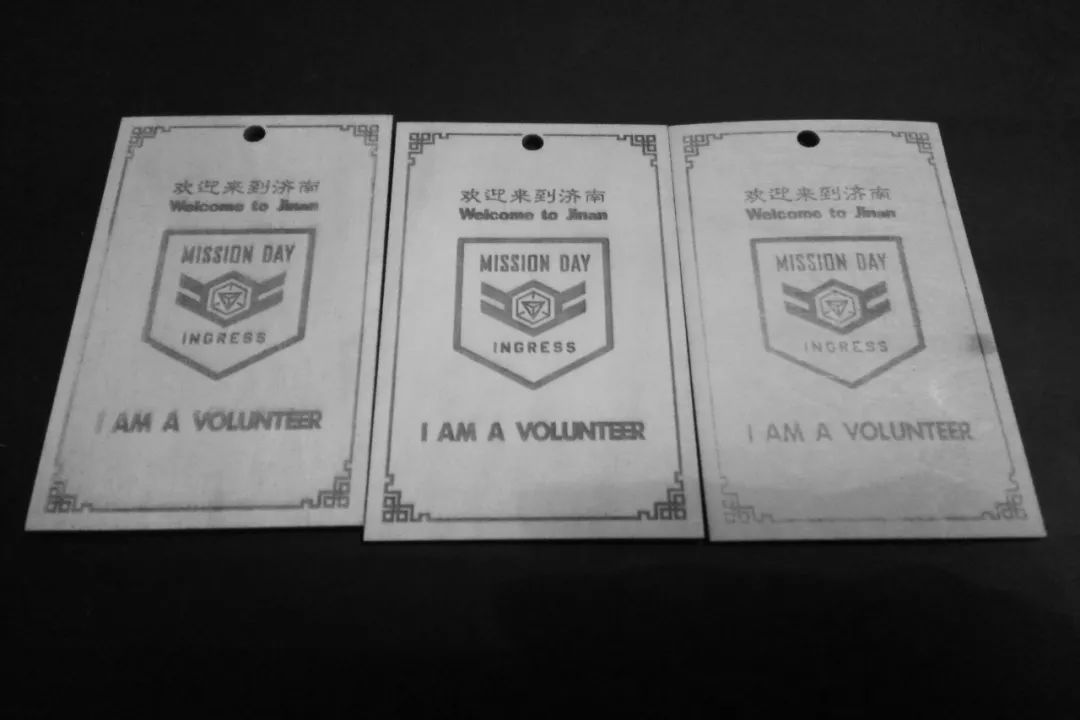 欢迎来到济南
Welcome to Jinan
MISSION DAY
INGRESS
I AM A VOLUNTEER
欢迎来到济南
Welcome to Jinan
MISSION DAY
INGRESS
I AM A VOLUNTEER
欢迎来到济南
Welcome to Jinan
MISSION DAY
INGRESS
I AM A VOLUNTEER